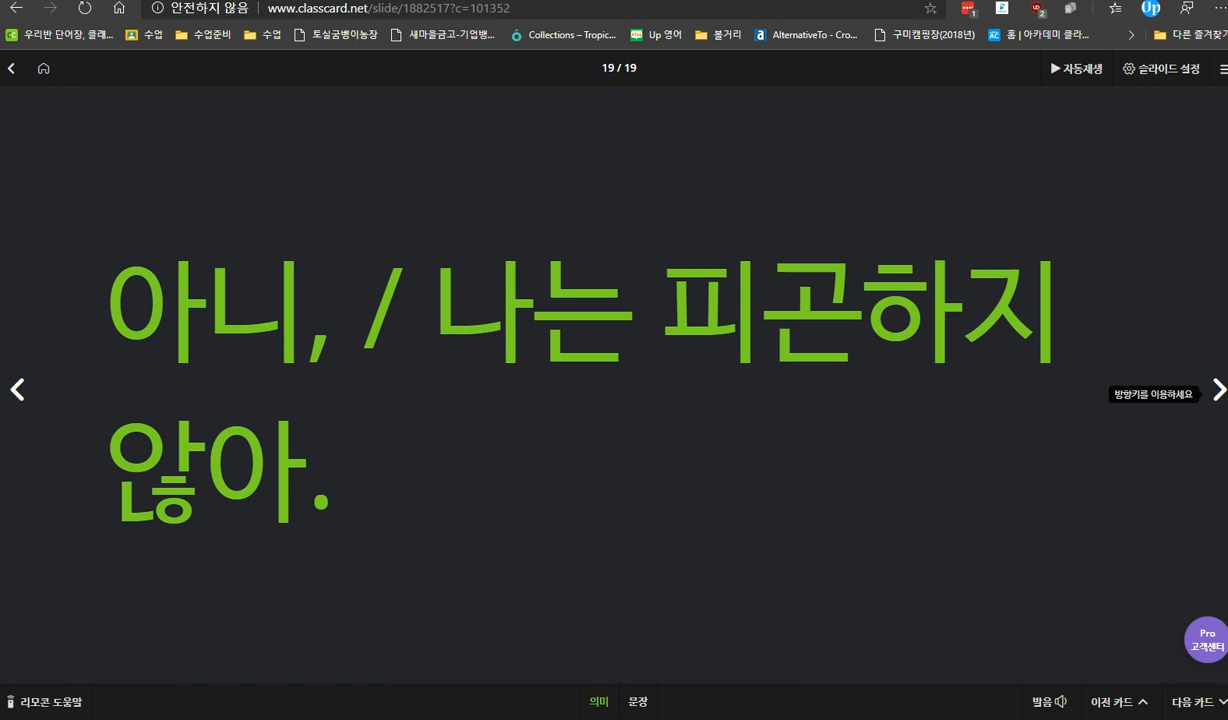 안전하지 않음 www.classcard.net/slide/1882517?c=101352
우리반 단어장, 클래... 수업 수업준비 수업 토실궁뱅이농장 새마을금고-기업뱅... Collections – Tropic... Up 영어 볼거리 AlternativeTo - Cro... 구미캠핑장(2018년) 홈 | 아카데미 클라... 다른 즐겨찾기
19 / 19 자동재생 슬라이드 설정
아니, / 나는 피곤하지
않아.
방향키를 이용하세요
Pro
고객센터
리모콘 도움말 의미 문장 발음 이전 카드 다음 카드